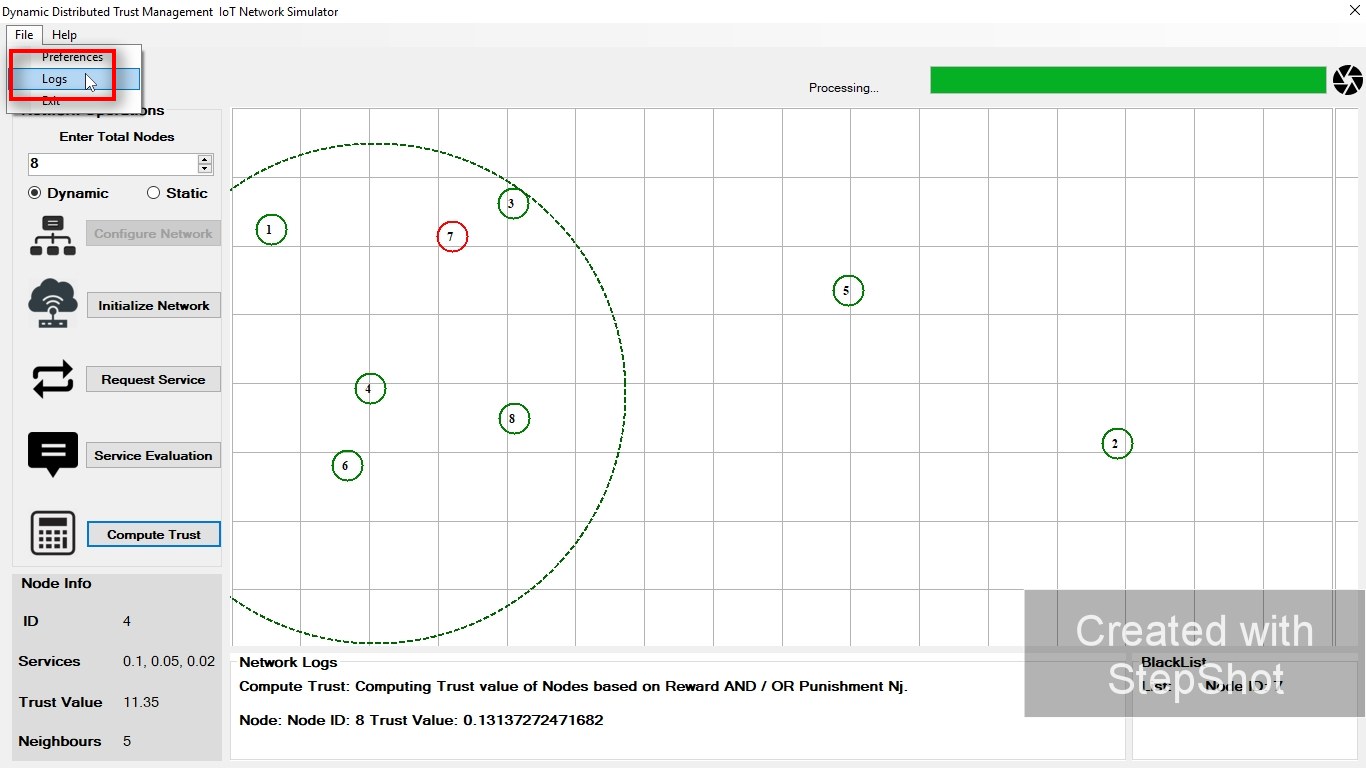 Dynamic Distributed Trust Management IoT Network Simulator
File Help
Preferences
Logs
Exit
Processing...
Network Operations
Enter Total Nodes
8
Dynamic Static
Configure Network
Initialize Network
Request Service
Service Evaluation
Compute Trust
1
7
3
5
4
8
6
2
Node Info
ID 4
Services 0.1, 0.05, 0.02
Trust Value 11.35
Neighbours 5
Network Logs
Compute Trust: Computing Trust value of Nodes based on Reward AND / OR Punishment Nj.
Node: Node ID: 8 Trust Value: 0.13137272471682
BlackList
List: Node ID: 7
Created with
StepShot